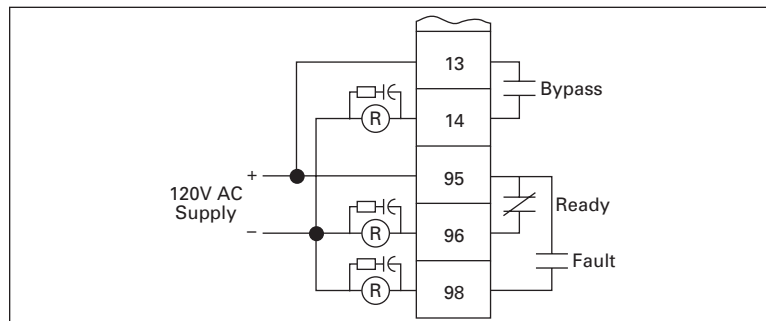 13
Bypass
R
14
+
95
120V AC
Supply
Ready
–
R
96
Fault
R
98